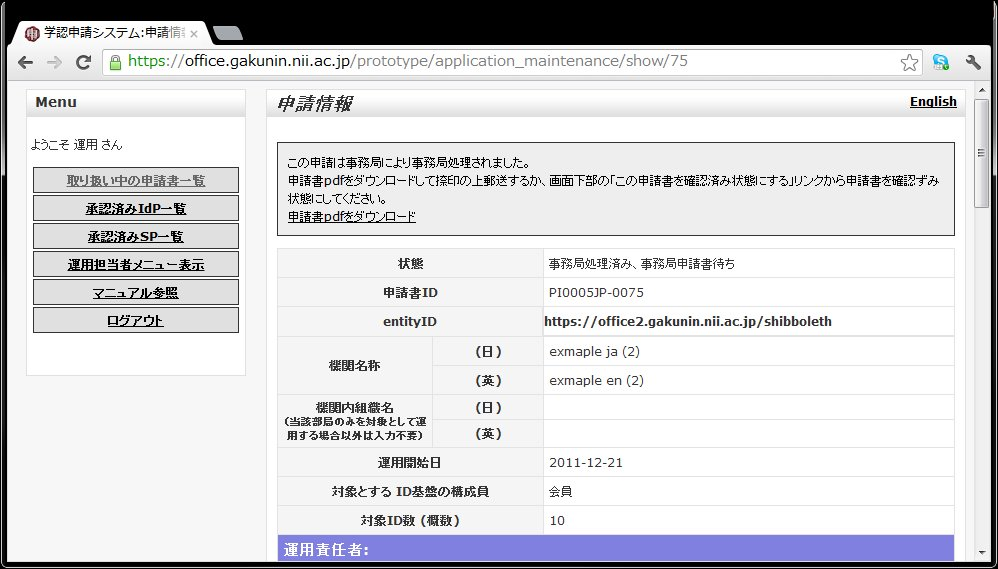 学認申請システム:申請情報
https://office.gakunin.nii.ac.jp/prototype/application_maintenance/show/75
Menu
ようこそ 運用 さん
取り扱い中の申請書一覧
承認済みIdP一覧
承認済みSP一覧
運用担当者メニュー表示
マニュアル参照
ログアウト
申請情報
English
この申請は事務局により事務局処理されました。
申請書pdfをダウンロードして捺印の上郵送するか、画面下部の「この申請書を確認済み状態にする」リンクから申請書を確認ずみ
状態にしてください。
申請書pdfをダウンロード
状態 事務局処理済み、事務局申請書待ち
申請書ID PI0005JP-0075
entityID https://office2.gakunin.nii.ac.jp/shibboleth
機関名称 (日) exmaple ja (2)
(英) exmaple en (2)
機関内組織名
(当該部局のみを対象として運
用する場合以外は入力不要)
(日)
(英)
運用開始日 2011-12-21
対象とする ID基盤の構成員 会員
対象ID数 (概数) 10
運用責任者: